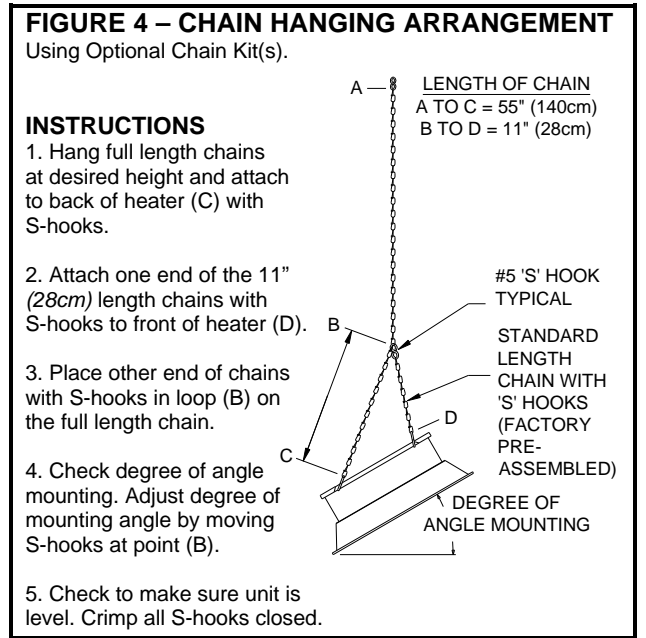 FIGURE 4 – CHAIN HANGING ARRANGEMENT
Using Optional Chain Kit(s).
INSTRUCTIONS
1. Hang full length chains
at desired height and attach
to back of heater (C) with
S-hooks.
2. Attach one end of the 11”
(28cm) length chains with
S-hooks to front of heater (D).
3. Place other end of chains
with S-hooks in loop (B) on
the full length chain.
4. Check degree of angle
mounting. Adjust degree of
mounting angle by moving
S-hooks at point (B).
5. Check to make sure unit is
level. Crimp all S-hooks closed.
A
LENGTH OF CHAIN
A TO C = 55" (140cm)
B TO D = 11" (28cm)
#5 'S' HOOK
TYPICAL
B
STANDARD
LENGTH
CHAIN WITH
'S' HOOKS
(FACTORY
PRE-
ASSEMBLED)
D
C
DEGREE OF
ANGLE MOUNTING